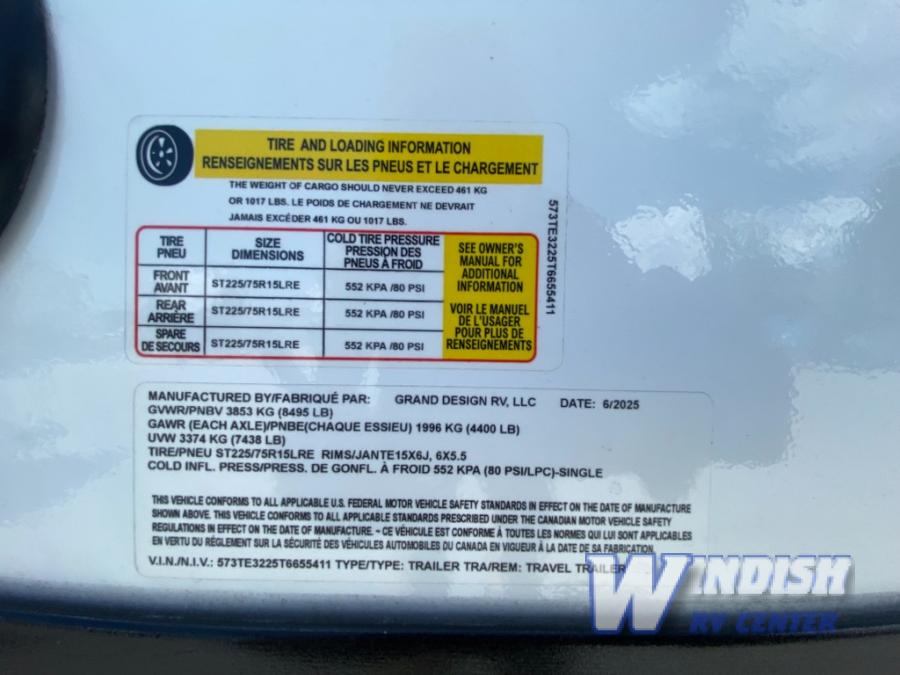 TIRE AND LOADING INFORMATION
RENSEIGNEMENTS SUR LES PNEUS ET LE CHARGEMENT
THE WEIGHT OF CARGO SHOULD NEVER EXCEED 461 KG
OR 1017 LBS. LE POIDS DE CHARGEMENT NE DEVRAIT
JAMAIS EXCÉDER 461 KG OU 1017 LBS.
TIRE
PNEU
SIZE
DIMENSIONS
COLD TIRE PRESSURE
PRESSION DES
PNEUS À FROID
FRONT
AVANT
ST225/75R15LRE
552 KPA /80 PSI
REAR
ARRIÈRE
ST225/75R15LRE
552 KPA /80 PSI
SPARE
DE SECOURS
ST225/75R15LRE
552 KPA /80 PSI
SEE OWNER'S
MANUAL FOR
ADDITIONAL
INFORMATION
VOIR LE MANUEL
DE L'USAGER
POUR PLUS DE
RENSEIGNEMENTS
573TE3225T6655411
MANUFACTURED BY/FABRIQUÉ PAR: GRAND DESIGN RV, LLC DATE: 6/2025
GVWR/PNBV 3853 KG (8495 LB)
GAWR (EACH AXLE)/PNBE(CHAQUE ESSIEU) 1996 KG (4400 LB)
UVW 3374 KG (7438 LB)
TIRE/PNEU ST225/75R15LRE RIMS/JANTE15X6J, 6X5.5
COLD INFL. PRESS/PRESS. DE GONFL. À FROID 552 KPA (80 PSI/LPC)-SINGLE
THIS VEHICLE CONFORMS TO ALL APPLICABLE U.S. FEDERAL MOTOR VEHICLE SAFETY STANDARDS IN EFFECT ON THE DATE OF MANUFACTURE
SHOWN ABOVE. THIS VEHICLE CONFORMS TO ALL APPLICABLE STANDARDS PRESCRIBED UNDER THE CANADIAN MOTOR VEHICLE SAFETY
REGULATIONS IN EFFECT ON THE DATE OF MANUFACTURE. ~ CE VÉHICULE EST CONFORME À TOUTES LES NORMES QUI LUI SONT APPLICABLES
EN VERTU DU RÉGLEMENT SUR LA SÉCURITÉ DES VÉHICULES AUTOMOBILES DU CANADA EN VIGUEUR À LA DATE DE SA FABRICATION.
V.I.N./N.I.V.: 573TE3225T6655411 TYPE/TYPE: TRAILER TRA/REM: TRAVEL TRAILER
WINDISH
RV CENTER